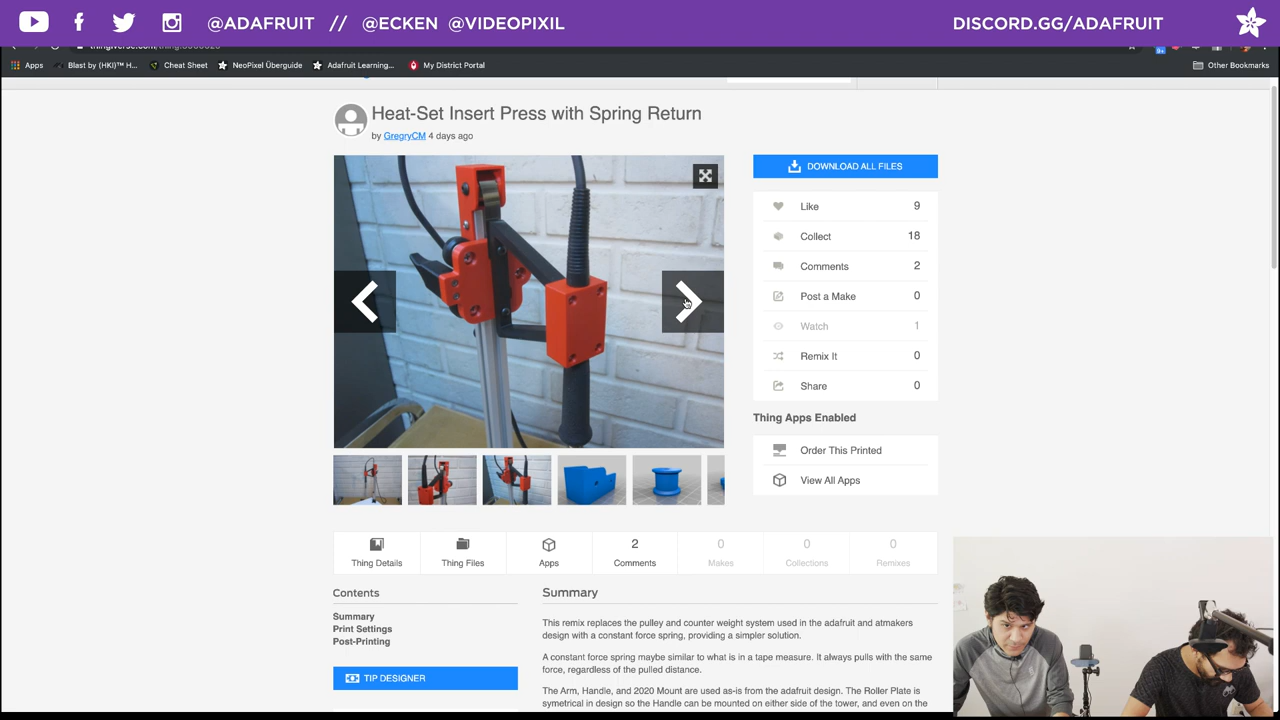 @ADAFRUIT // @ECKEN @VIDEOPIXIL
DISCORD.GG/ADAFRUIT
Apps
Blast by (HKI)™ H...
Cheat Sheet
NeoPixel Überguide
Adafruit Learning...
My District Portal
Other Bookmarks
Heat-Set Insert Press with Spring Return
by GregryCM 4 days ago
DOWNLOAD ALL FILES
Like 9
Collect 18
Comments 2
Post a Make 0
Watch 1
Remix It 0
Share 0
Thing Apps Enabled
Order This Printed
View All Apps
2 0 0 0
Thing Details Thing Files Apps Comments Makes Collections Remixes
Contents
Summary
Print Settings
Post-Printing
TIP DESIGNER
Summary
This remix replaces the pulley and counter weight system used in the adafruit and atmakers
design with a constant force spring, providing a simpler solution.
A constant force spring maybe similar to what is in a tape measure. It always pulls with the same
force, regardless of the pulled distance.
The Arm, Handle, and 2020 Mount are used as-is from the adafruit design. The Roller Plate is
symetrical in design so the Handle can be mounted on either side of the tower, and even on the